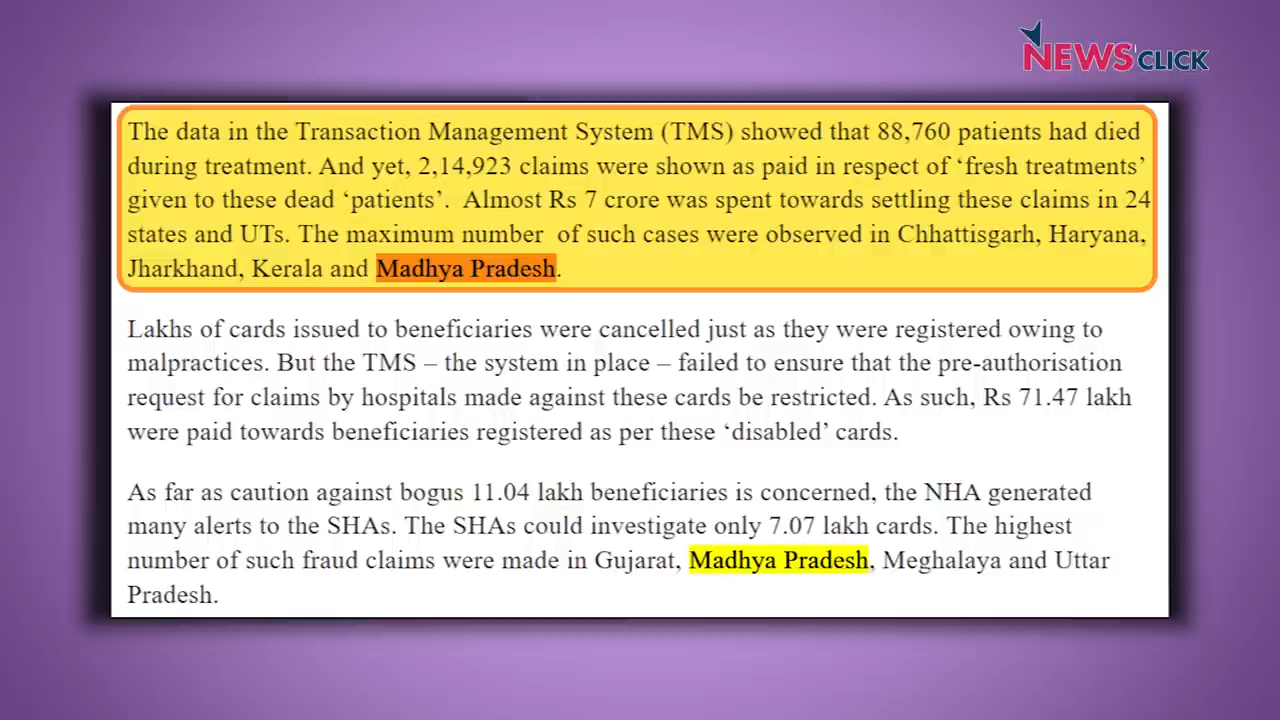 NEWSCLICK
The data in the Transaction Management System (TMS) showed that 88,760 patients had died
during treatment. And yet, 2,14,923 claims were shown as paid in respect of ‘fresh treatments’
given to these dead ‘patients’.  Almost Rs 7 crore was spent towards settling these claims in 24
states and UTs. The maximum number  of such cases were observed in Chhattisgarh, Haryana,
Jharkhand, Kerala and Madhya Pradesh.
Lakhs of cards issued to beneficiaries were cancelled just as they were registered owing to
malpractices. But the TMS – the system in place – failed to ensure that the pre-authorisation
request for claims by hospitals made against these cards be restricted. As such, Rs 71.47 lakh
were paid towards beneficiaries registered as per these ‘disabled’ cards.
As far as caution against bogus 11.04 lakh beneficiaries is concerned, the NHA generated
many alerts to the SHAs. The SHAs could investigate only 7.07 lakh cards. The highest
number of such fraud claims were made in Gujarat, Madhya Pradesh, Meghalaya and Uttar
Pradesh.